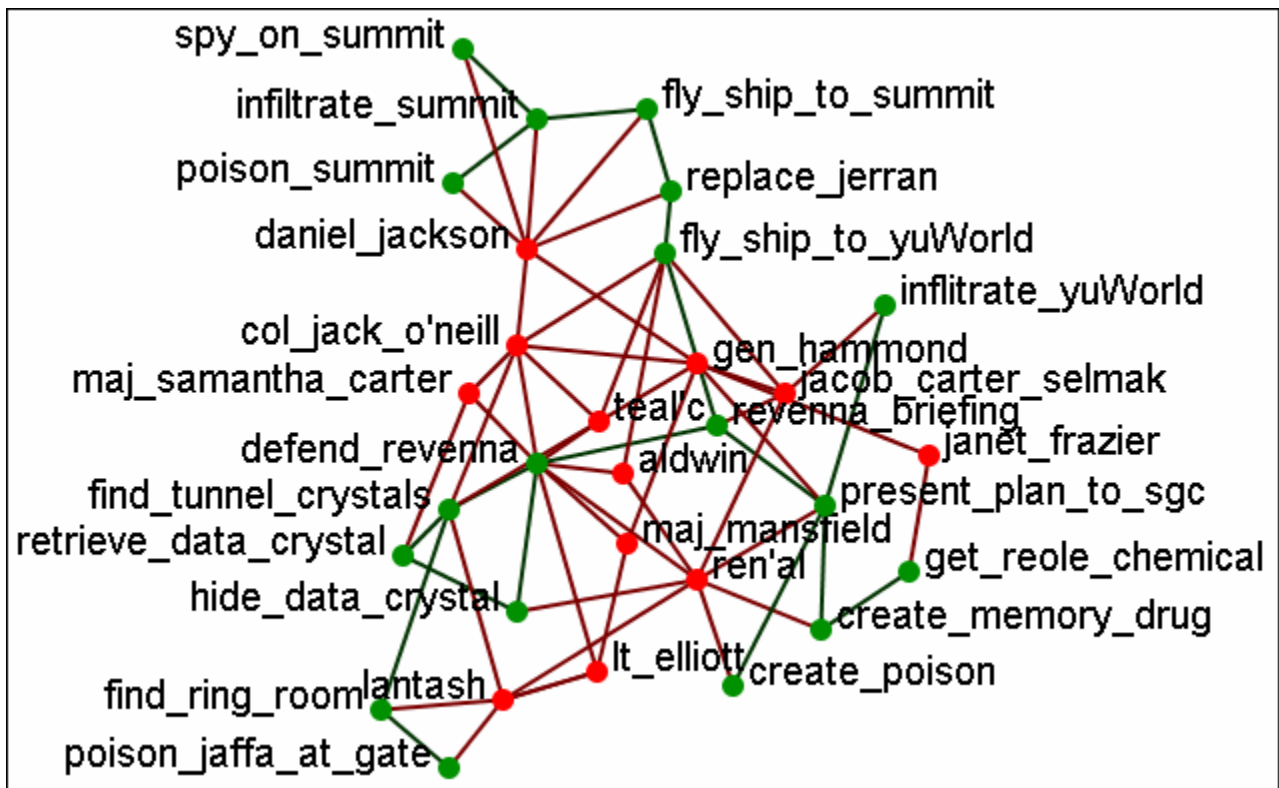 spy_on_summit
infiltrate_summit
fly_ship_to_summit
poison_summit
replace_jerran
daniel_jackson
fly_ship_to_yuWorld
inflitrate_yuWorld
col_jack_o'neill
gen_hammond
maj_samantha_carter
jacob_carter_selmak
teal'c
revenna_briefing
defend_revenna
aldwin
janet_frazier
find_tunnel_crystals
present_plan_to_sgc
retrieve_data_crystal
maj_mansfield
get_reole_chemical
ren'al
hide_data_crystal
create_memory_drug
lt_elliott
create_poison
find_ring_room
lantash
poison_jaffa_at_gate